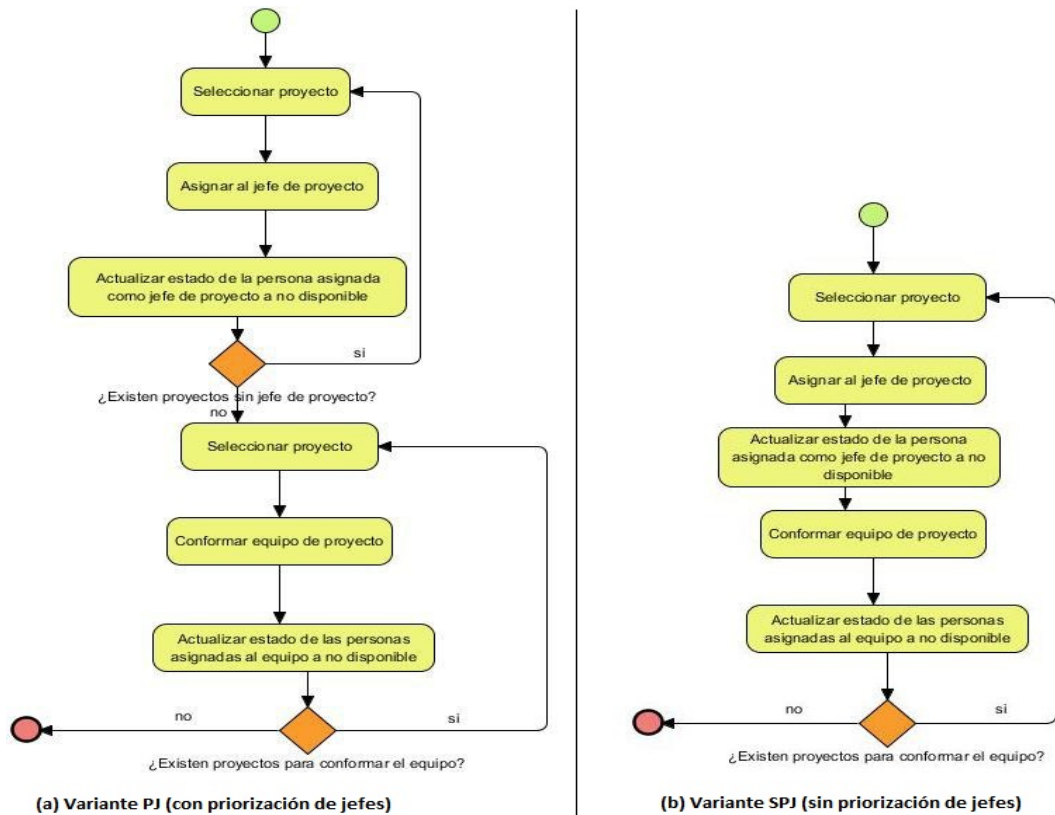 Seleccionar proyecto
Asignar al jefe de proyecto
Actualizar estado de la persona asignada
como jefe de proyecto a no disponible
si
¿Existen proyectos sin jefe de proyecto?
no
Seleccionar proyecto
Conformar equipo de proyecto
Actualizar estado de las personas
asignadas al equipo a no disponible
no
si
¿Existen proyectos para conformar el equipo?
(a) Variante PJ (con priorización de jefes)
Seleccionar proyecto
Asignar al jefe de proyecto
Actualizar estado de la persona
asignada como jefe de proyecto a no
disponible
Conformar equipo de proyecto
Actualizar estado de las personas
asignadas al equipo a no disponible
no
si
¿Existen proyectos para conformar el equipo?
(b) Variante SPJ (sin priorización de jefes)